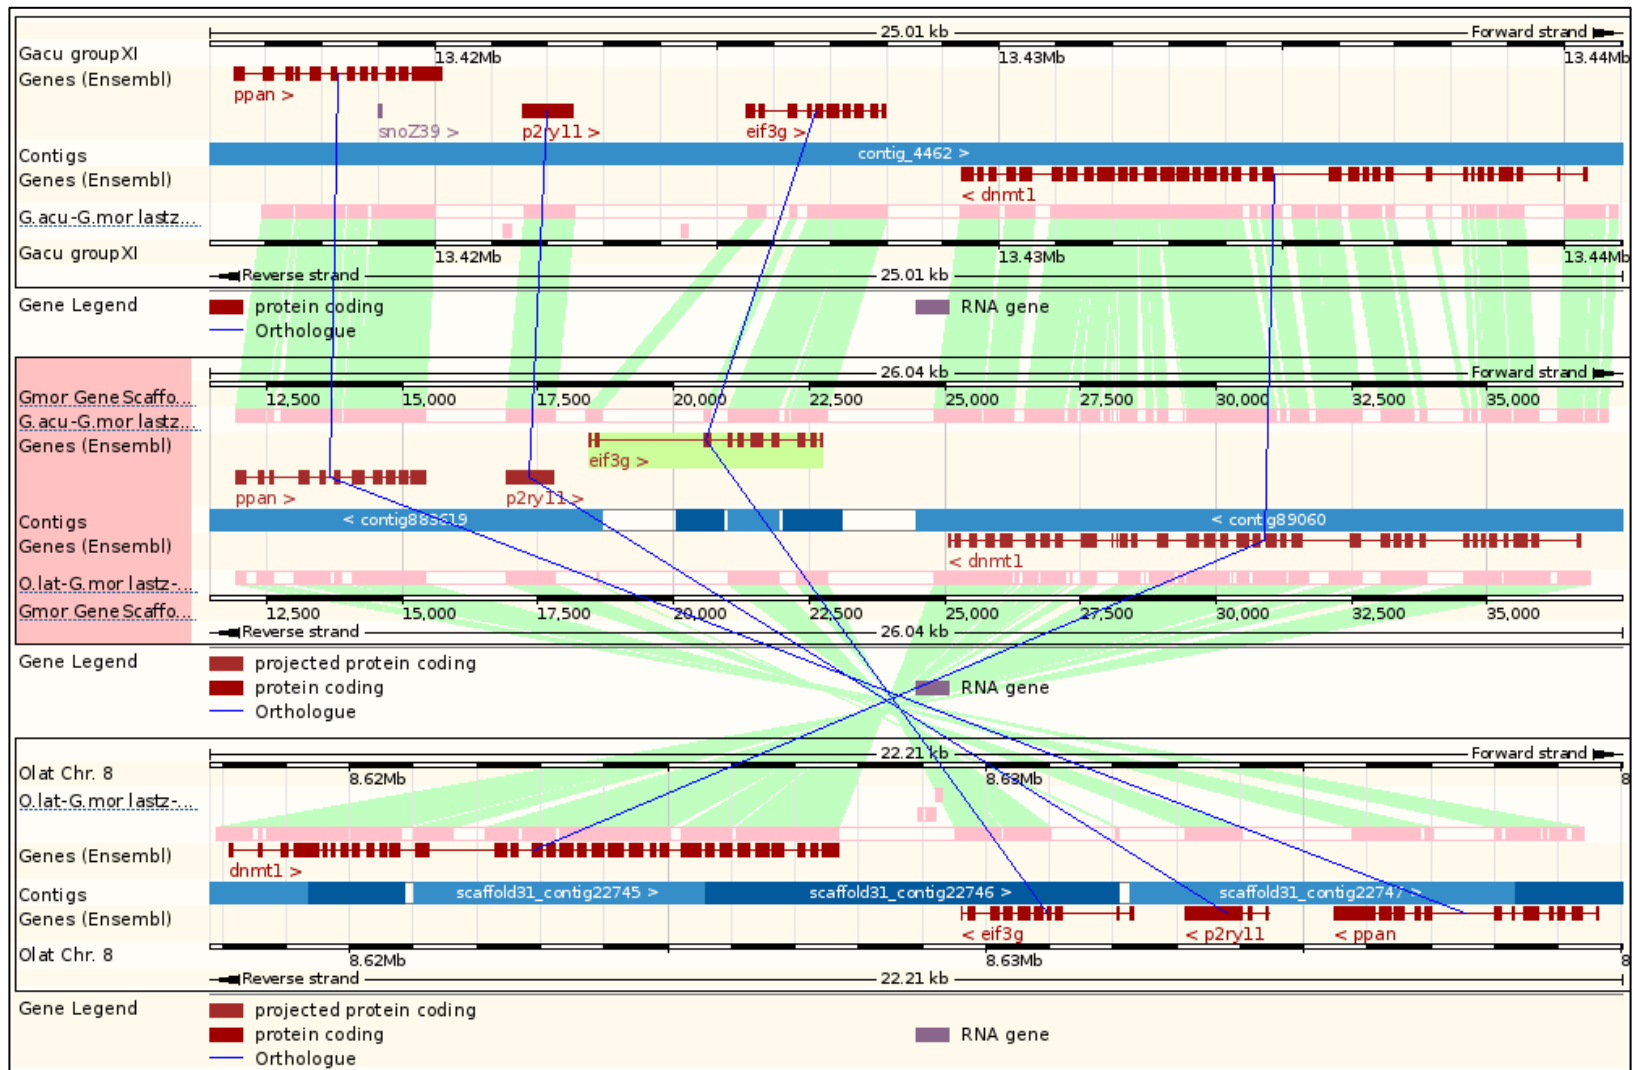 25.01 kb Forward strand
Gacu groupXI 13.42Mb 13.43Mb 13.44Mb
Genes (Ensembl)
ppan >
snoZ39 > p2ry11 > eif3g >
Contigs contig_4462 >
Genes (Ensembl)
< dnmt1
G.acu-G.mor lastz...
Gacu groupXI 13.42Mb 13.43Mb 13.44Mb
Reverse strand 25.01 kb
Gene Legend protein coding RNA gene
Orthologue
26.04 kb Forward strand
Gmor GeneScaffo... 12,500 15,000 17,500 20,000 22,500 25,000 27,500 30,000 32,500 35,000
G.acu-G.mor lastz...
Genes (Ensembl)
eif3g >
ppan > p2ry11 >
Contigs < contig89060
Genes (Ensembl)
< dnmt1
O.lat-G.mor lastz-...
Gmor GeneScaffo... 12,500 15,000 17,500 20,000 22,500 25,000 27,500 30,000 32,500 35,000
Reverse strand 26.04 kb
Gene Legend projected protein coding
protein coding RNA gene
Orthologue
22.21 kb Forward strand
Olat Chr. 8 8.62Mb 8.63Mb 8
O.lat-G.mor lastz-...
Genes (Ensembl)
dnmt1 >
Contigs scaffold31_contig22745 > scaffold31_contig22746 > scaffold31_contig22747 >
Genes (Ensembl)
< eif3g < p2ry11 < ppan
Olat Chr. 8 8.62Mb 8.63Mb 8
Reverse strand 22.21 kb
Gene Legend projected protein coding
protein coding RNA gene
Orthologue